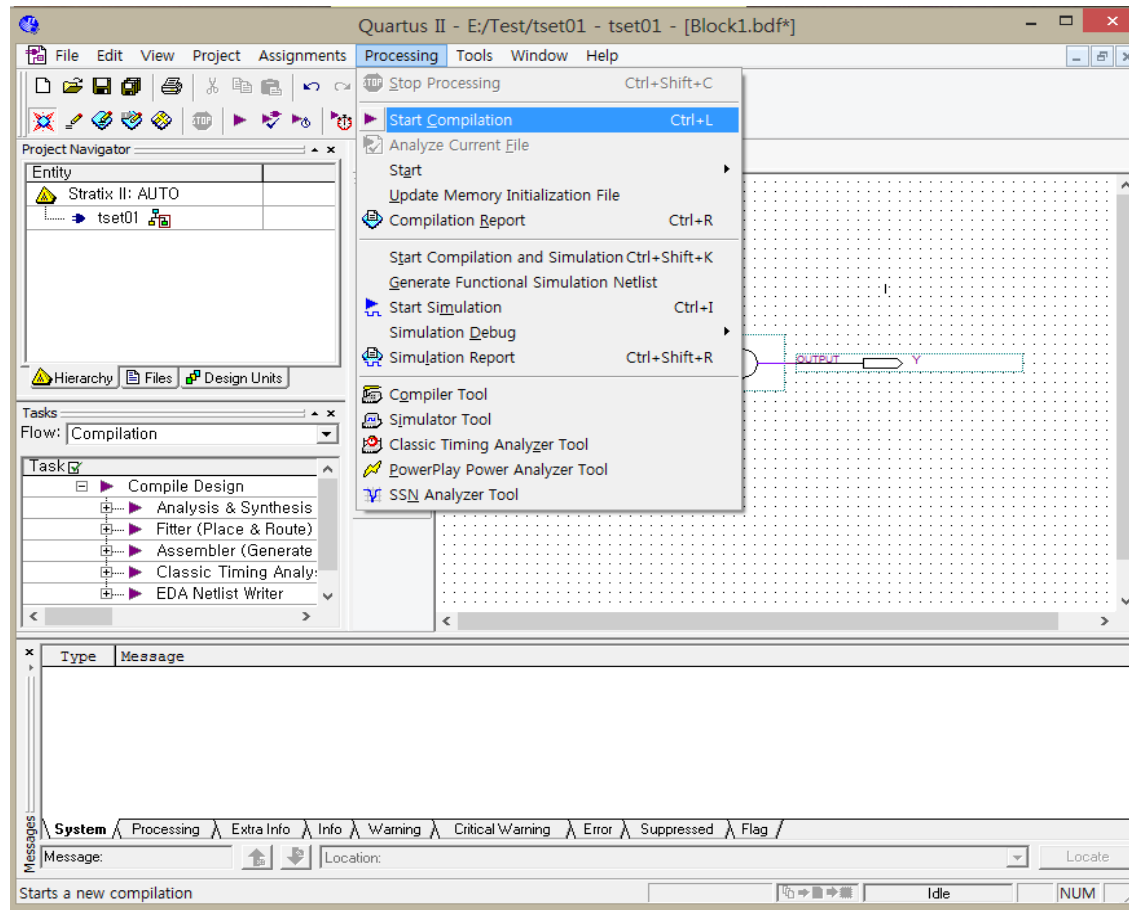 Quartus II - E:/Test/tset01 - tset01 - [Block1.bdf*]
File Edit View Project Assignments Processing Tools Window Help
Stop Processing Ctrl+Shift+C
Start Compilation Ctrl+L
Analyze Current File
Start
Update Memory Initialization File
Compilation Report Ctrl+R
Start Compilation and Simulation Ctrl+Shift+K
Generate Functional Simulation Netlist
Start Simulation Ctrl+I
Simulation Debug
Simulation Report Ctrl+Shift+R
Compiler Tool
Simulator Tool
Classic Timing Analyzer Tool
PowerPlay Power Analyzer Tool
SSN Analyzer Tool
STOP
Project Navigator
Entity
Stratix II: AUTO
tset01
Hierarchy Files Design Units
OUTPUT Y
Tasks
Flow: Compilation
Task
Compile Design
Analysis & Synthesis
Fitter (Place & Route)
Assembler (Generate
Classic Timing Analy
EDA Netlist Writer
Type Message
System Processing Extra Info Info Warning Critical Warning Error Suppressed Flag
Messages
Message: Location: Locate
Starts a new compilation Idle NUM